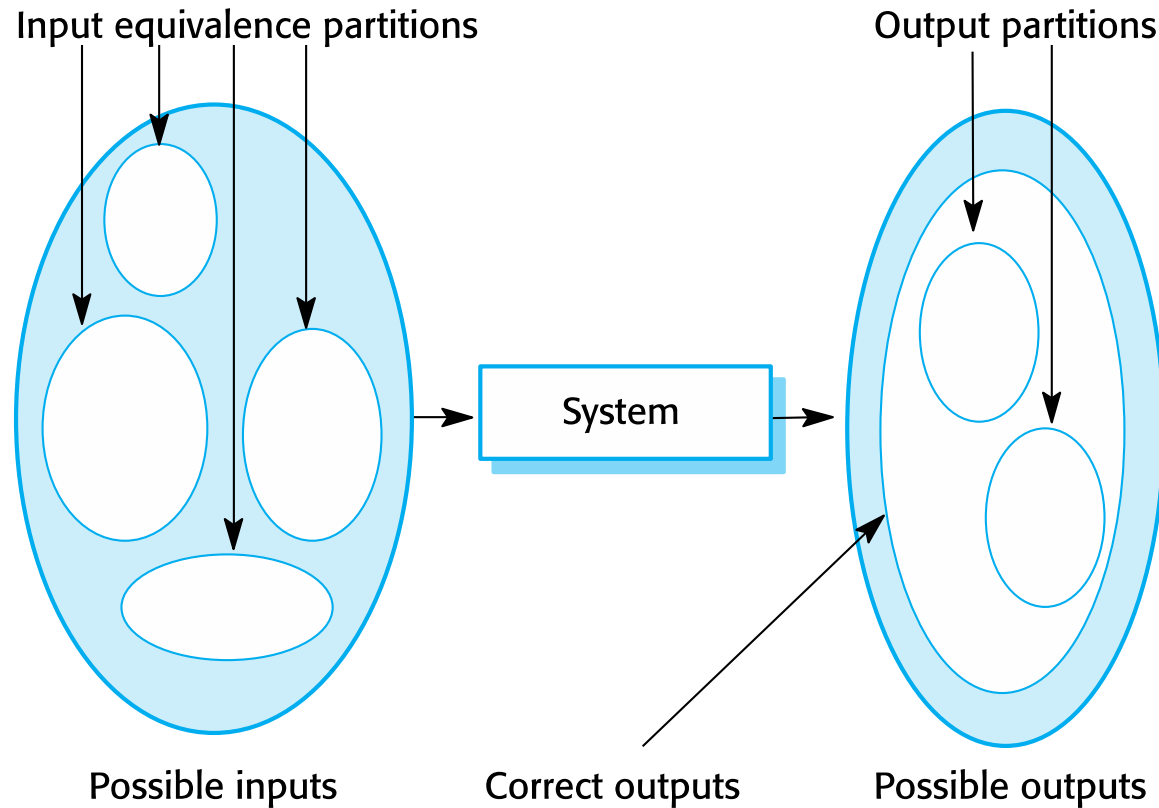 Input equivalence partitions
Output partitions
System
Possible inputs
Correct outputs
Possible outputs